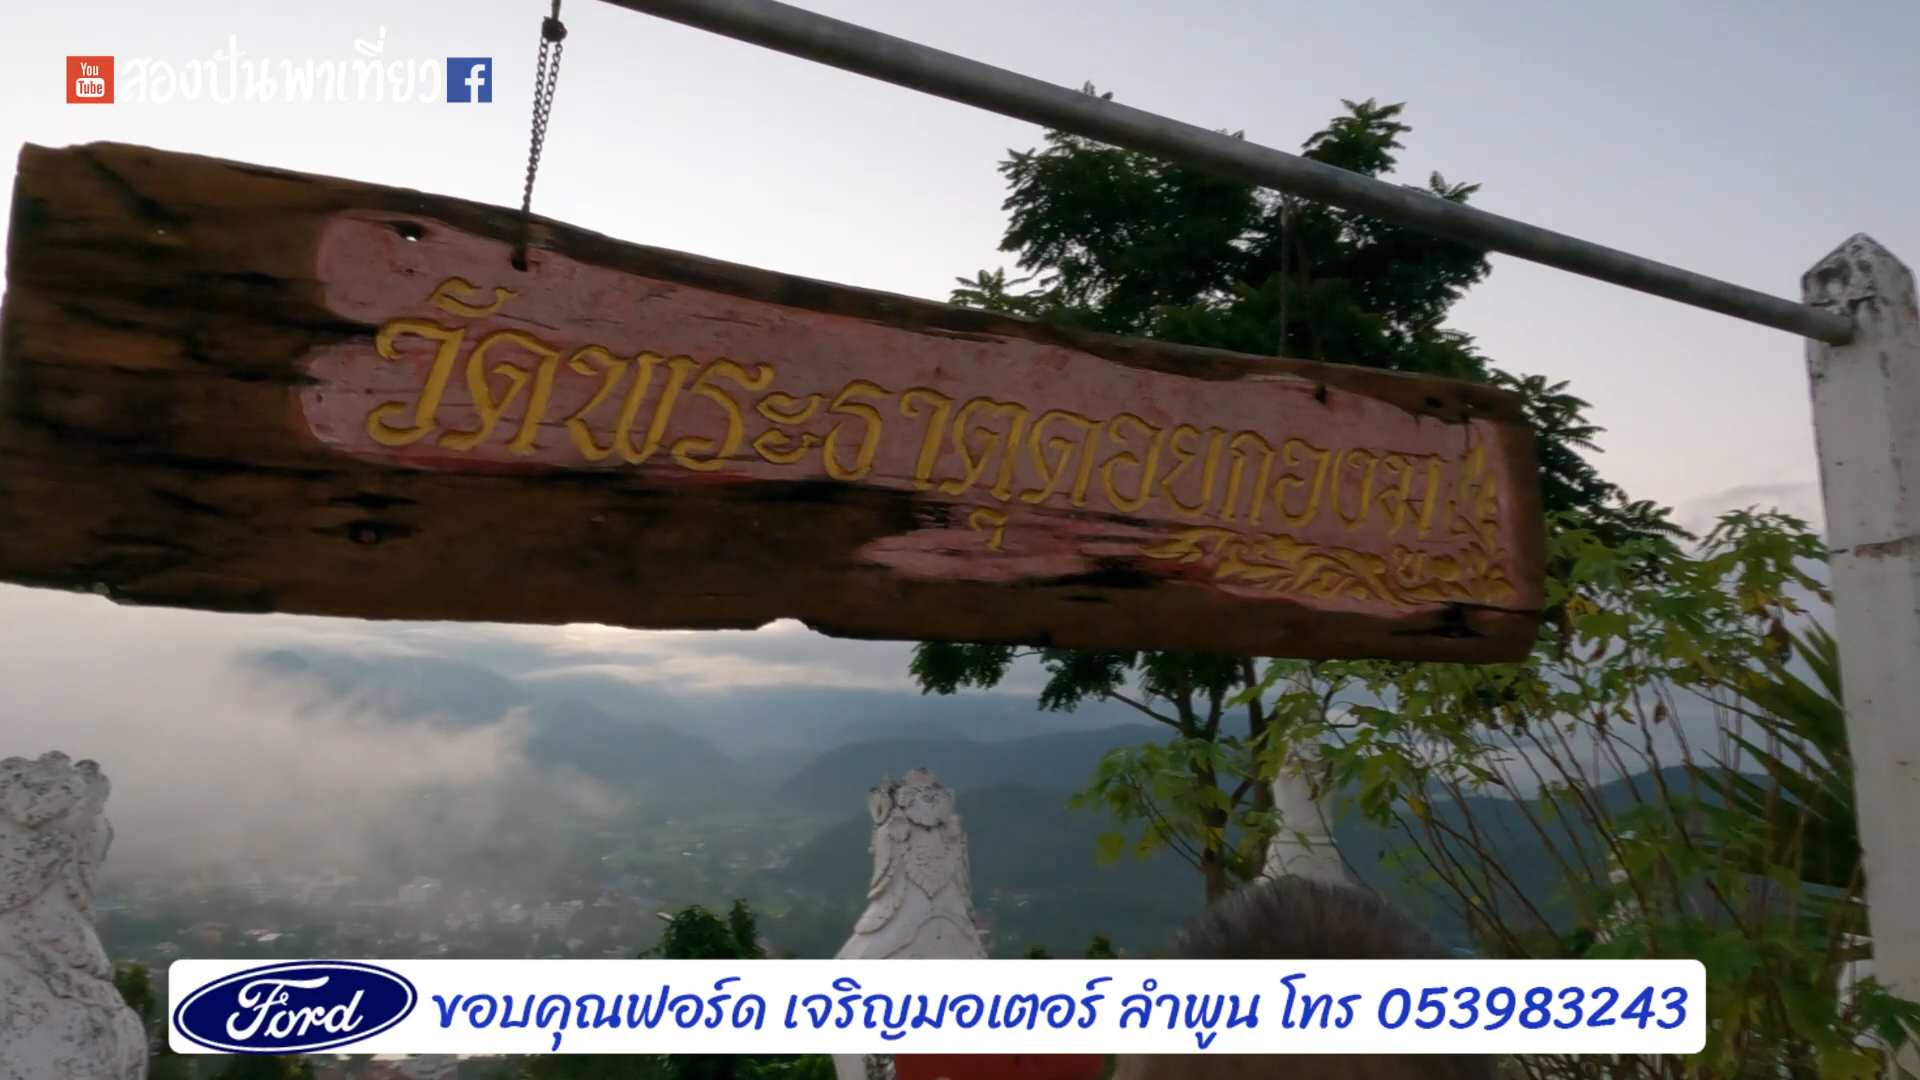 You Tube สองปั่นพาเที่ยว f
วัดพระธาตุดอยกองมู
Ford ขอบคุณฟอร์ด เจริญมอเตอร์ ลำพูน โทร 053983243